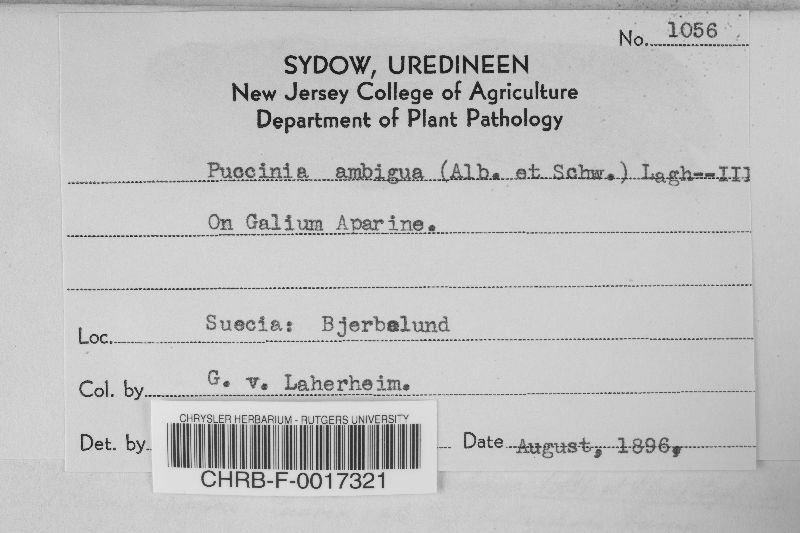 No. 1056
SYDOW, UREDINEEN
New Jersey College of Agriculture
Department of Plant Pathology
Puccinia ambigua (Alb. et Schw.) Lagh--III
On Galium Aparine.
Loc. Suecia: Bjerbølund
Col. by G. v. Laherheim.
Det. by
Date August, 1896,
CHRYSLER HERBARIUM - RUTGERS UNIVERSITY
CHRB-F-0017321